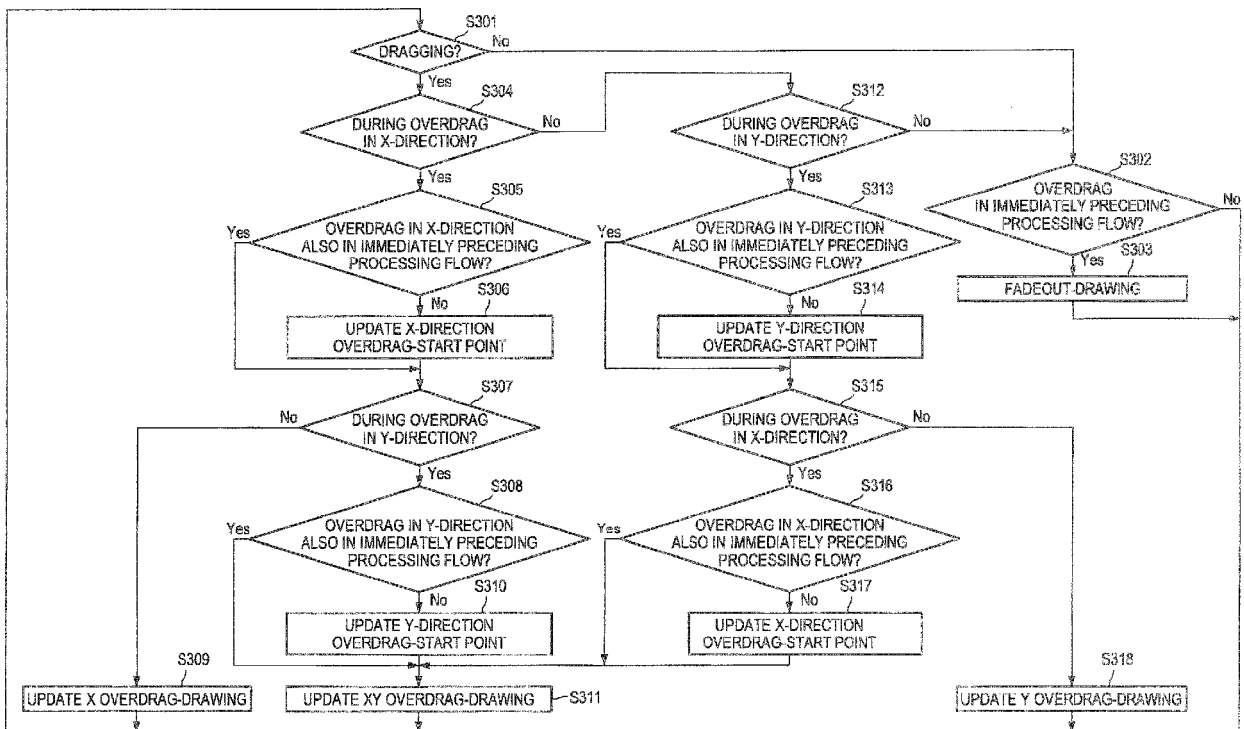 S301
DRAGGING?
No
Yes
S304
DURING OVERDRAG
IN X-DIRECTION?
No
Yes
S312
DURING OVERDRAG
IN Y-DIRECTION?
No
Yes
S302
OVERDRAG
IN IMMEDIATELY PRECEDING
PROCESSING FLOW?
No
Yes
S303
FADEOUT-DRAWING
S305
OVERDRAG IN X-DIRECTION
ALSO IN IMMEDIATELY PRECEDING
PROCESSING FLOW?
Yes
No
S306
UPDATE X-DIRECTION
OVERDRAG-START POINT
S313
OVERDRAG IN Y-DIRECTION
ALSO IN IMMEDIATELY PRECEDING
PROCESSING FLOW?
Yes
No
S314
UPDATE Y-DIRECTION
OVERDRAG-START POINT
S307
DURING OVERDRAG
IN Y-DIRECTION?
No
Yes
S315
DURING OVERDRAG
IN X-DIRECTION?
No
Yes
S308
OVERDRAG IN Y-DIRECTION
ALSO IN IMMEDIATELY PRECEDING
PROCESSING FLOW?
Yes
No
S310
UPDATE Y-DIRECTION
OVERDRAG-START POINT
S316
OVERDRAG IN X-DIRECTION
ALSO IN IMMEDIATELY PRECEDING
PROCESSING FLOW?
Yes
No
S317
UPDATE X-DIRECTION
OVERDRAG-START POINT
S309
UPDATE X OVERDRAG-DRAWING
UPDATE XY OVERDRAG-DRAWING
S311
S318
UPDATE Y OVERDRAG-DRAWING